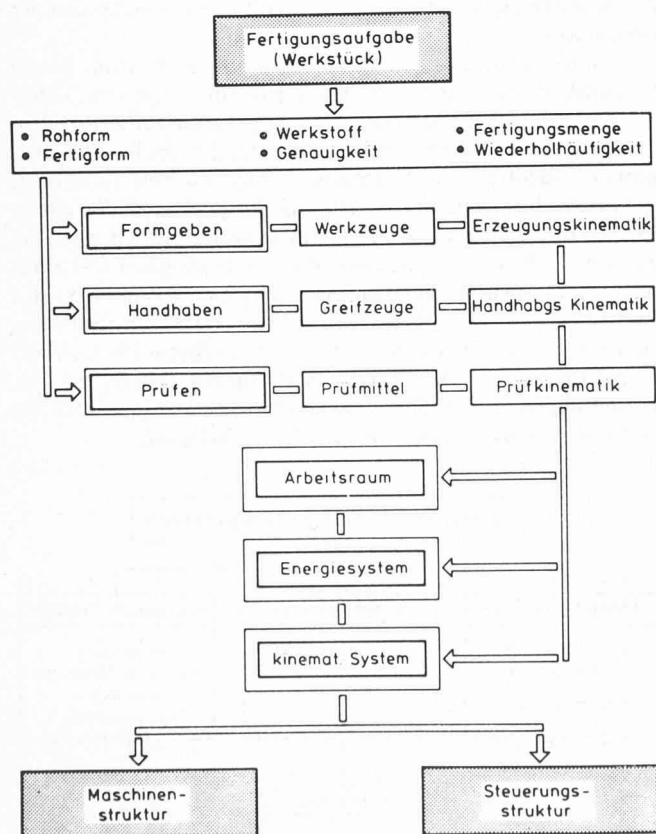 Fertigungsaufgabe
(Werkstück)
• Rohform • Werkstoff • Fertigungsmenge
• Fertigform • Genauigkeit • Wiederholhäufigkeit
Formgeben Werkzeuge Erzeugungskinematik
Handhaben Greifzeuge Handhabgs Kinematik
Prüfen Prüfmittel Prüfkinematik
Arbeitsraum
Energiesystem
kinemat. System
Maschinen-
struktur
Steuerungs-
struktur